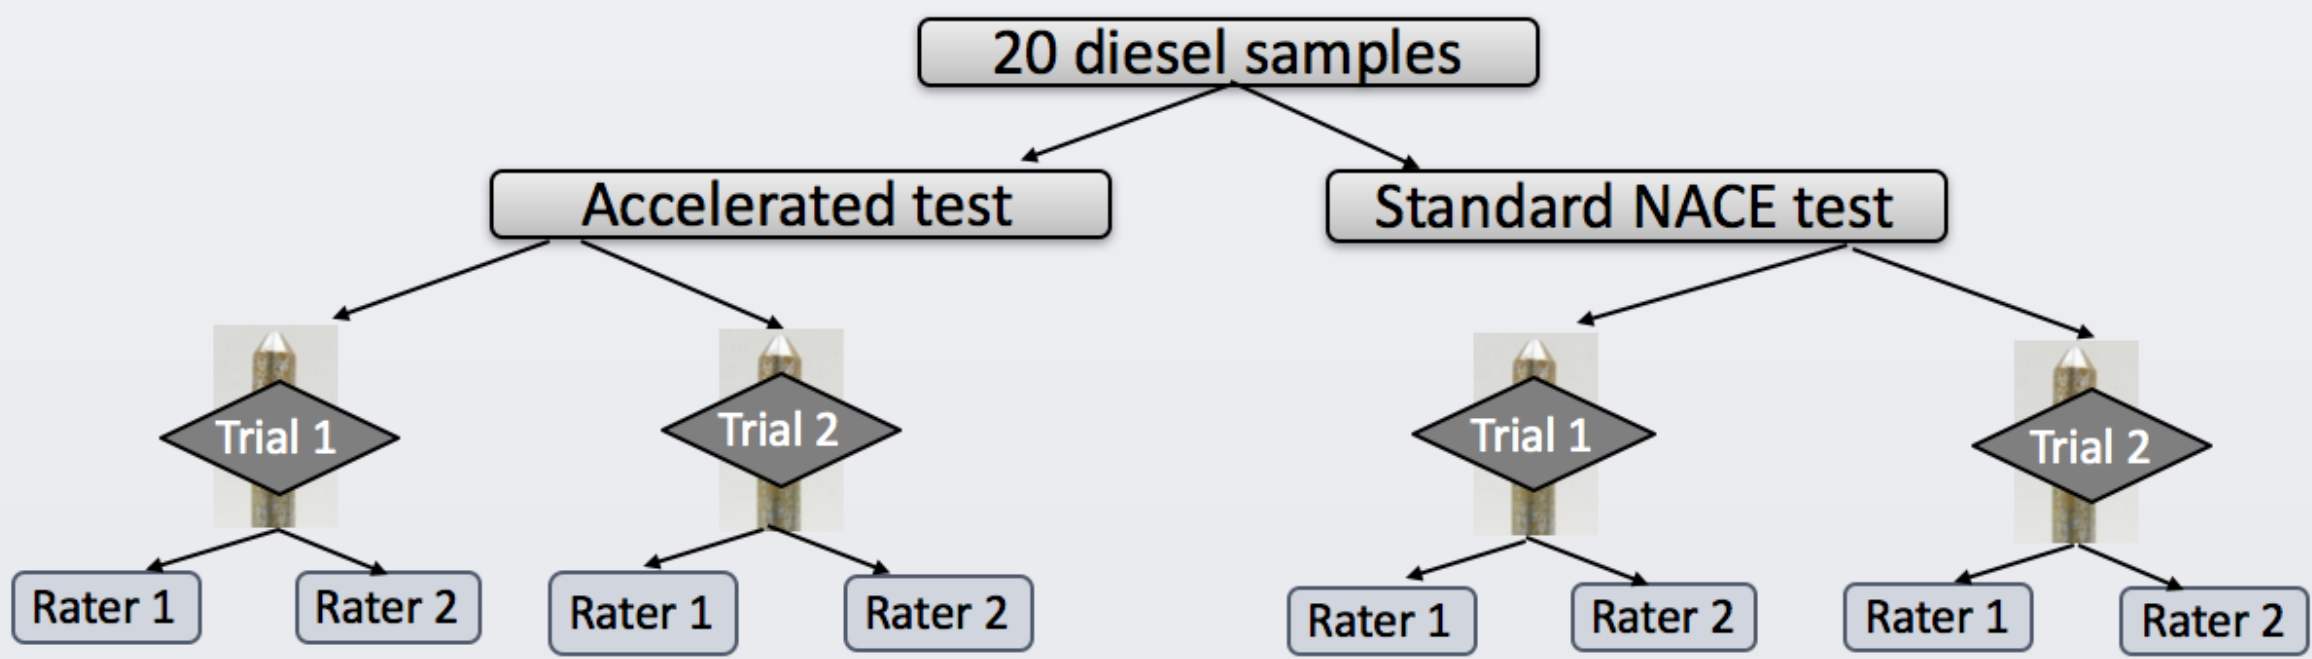 20 diesel samples
Accelerated test
Standard NACE test
Trial 1
Trial 2
Trial 1
Trial 2
Rater 1
Rater 2
Rater 1
Rater 2
Rater 1
Rater 2
Rater 1
Rater 2